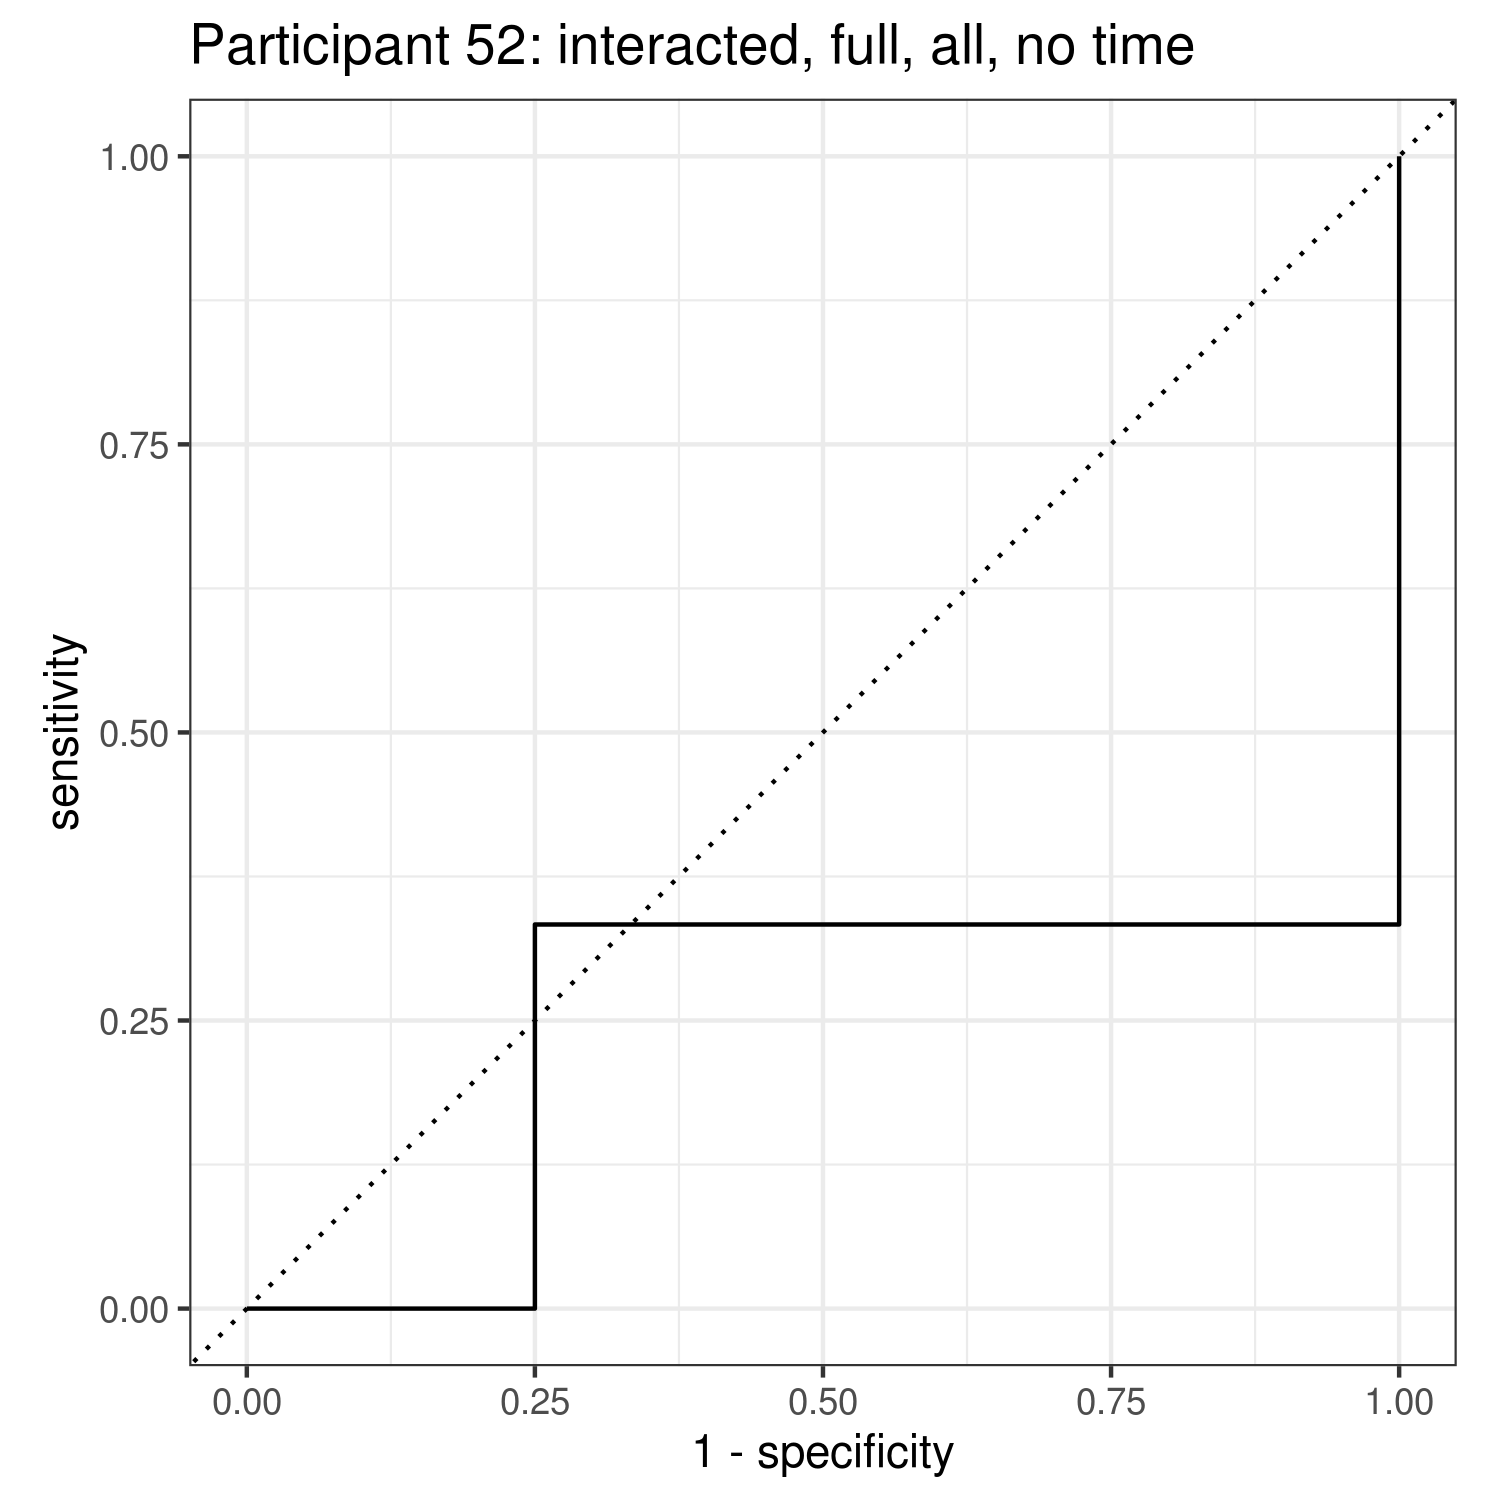 Participant 52: interacted, full, all, no time
1.00
0.75
0.50
0.25
0.00
sensitivity
0.00 0.25 0.50 0.75 1.00
1 - specificity